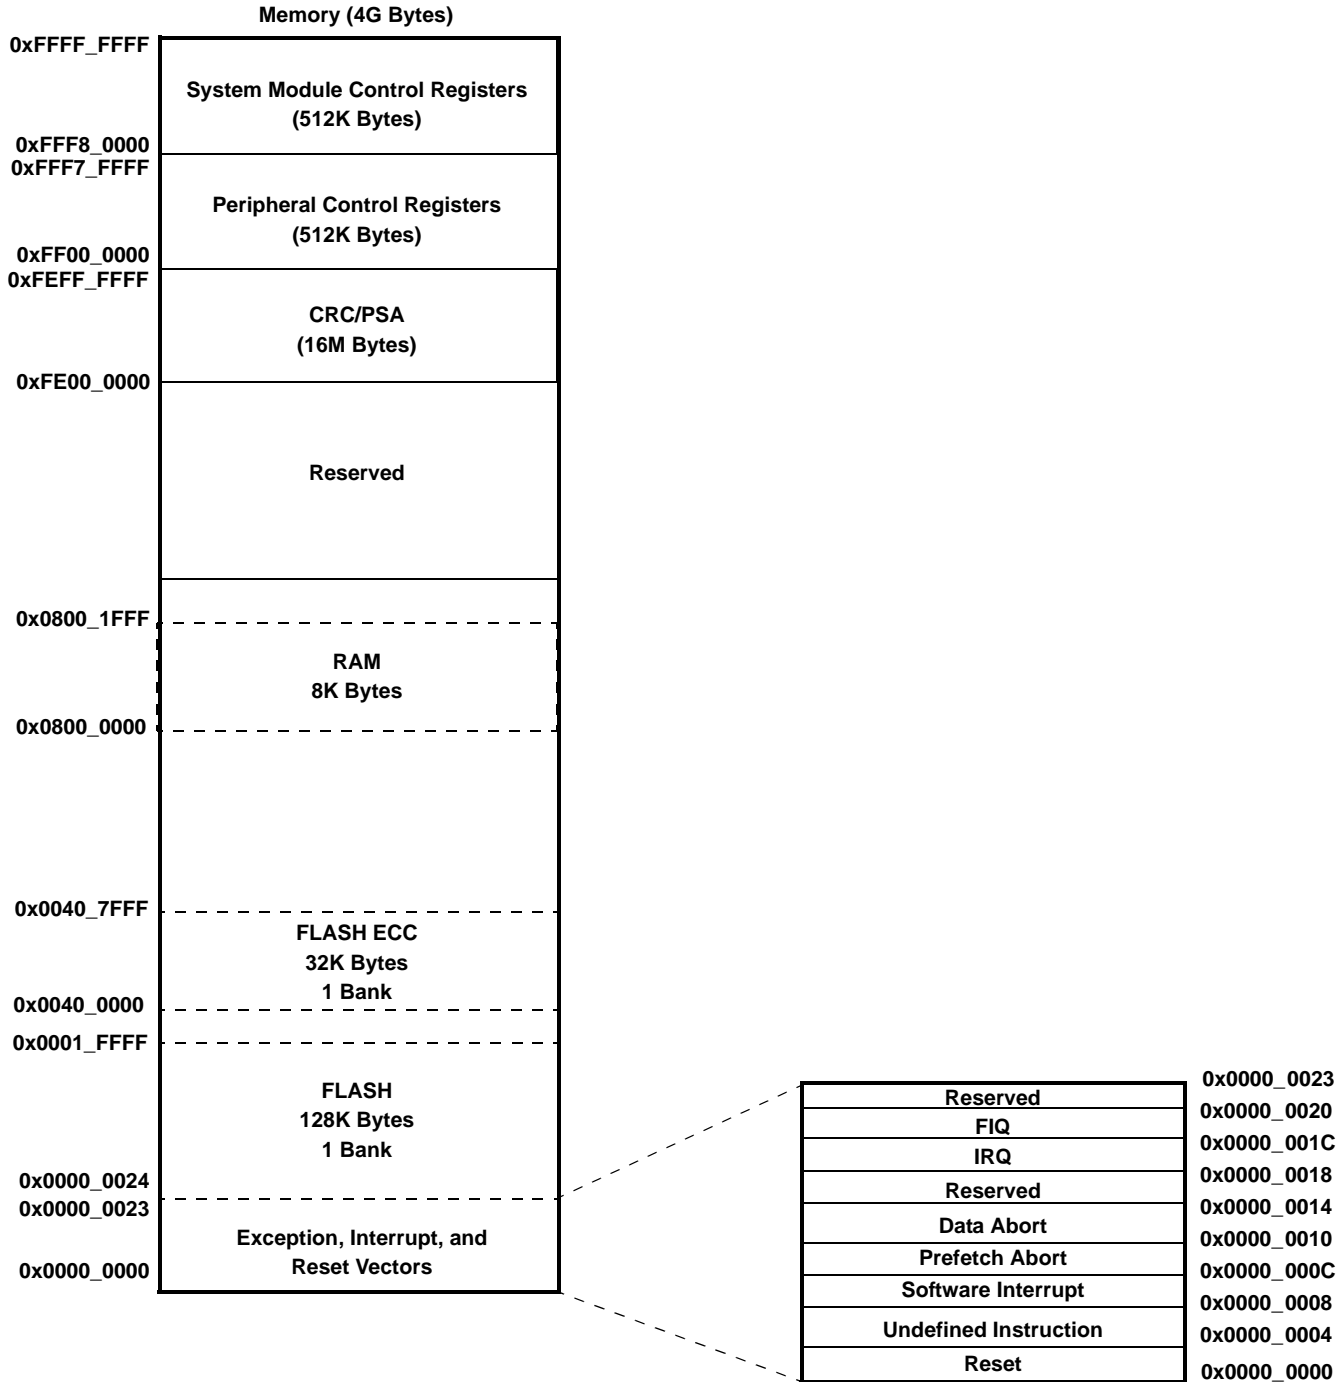 Memory (4G Bytes)
0xFFFF_FFFF
System Module Control Registers
(512K Bytes)
0xFFF8_0000
0xFFF7_FFFF
Peripheral Control Registers
(512K Bytes)
0xFF00_0000
0xFEFF_FFFF
CRC/PSA
(16M Bytes)
0xFE00_0000
Reserved
0x0800_1FFF
RAM
8K Bytes
0x0800_0000
0x0040_7FFF
FLASH ECC
32K Bytes
1 Bank
0x0040_0000
0x0001_FFFF
FLASH
128K Bytes
1 Bank
0x0000_0024
0x0000_0023
Exception, Interrupt, and
Reset Vectors
0x0000_0000
0x0000_0023
Reserved
0x0000_0020
FIQ
0x0000_001C
IRQ
0x0000_0018
Reserved
0x0000_0014
Data Abort
0x0000_0010
Prefetch Abort
0x0000_000C
Software Interrupt
0x0000_0008
Undefined Instruction
0x0000_0004
Reset
0x0000_0000